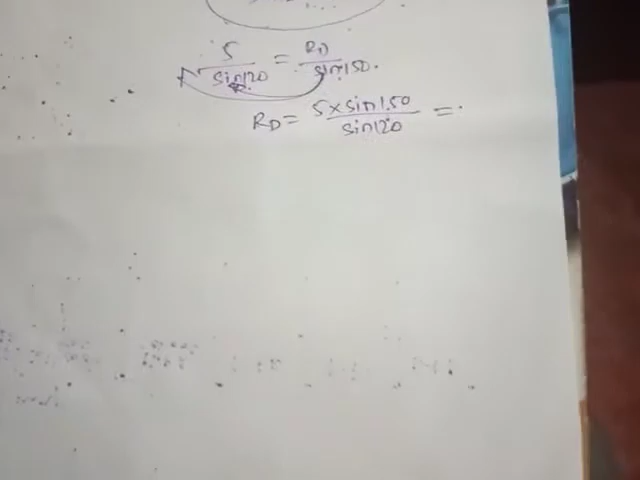 5/sin120 = RD/sin150.
RD = 5×sin150/sin120 =